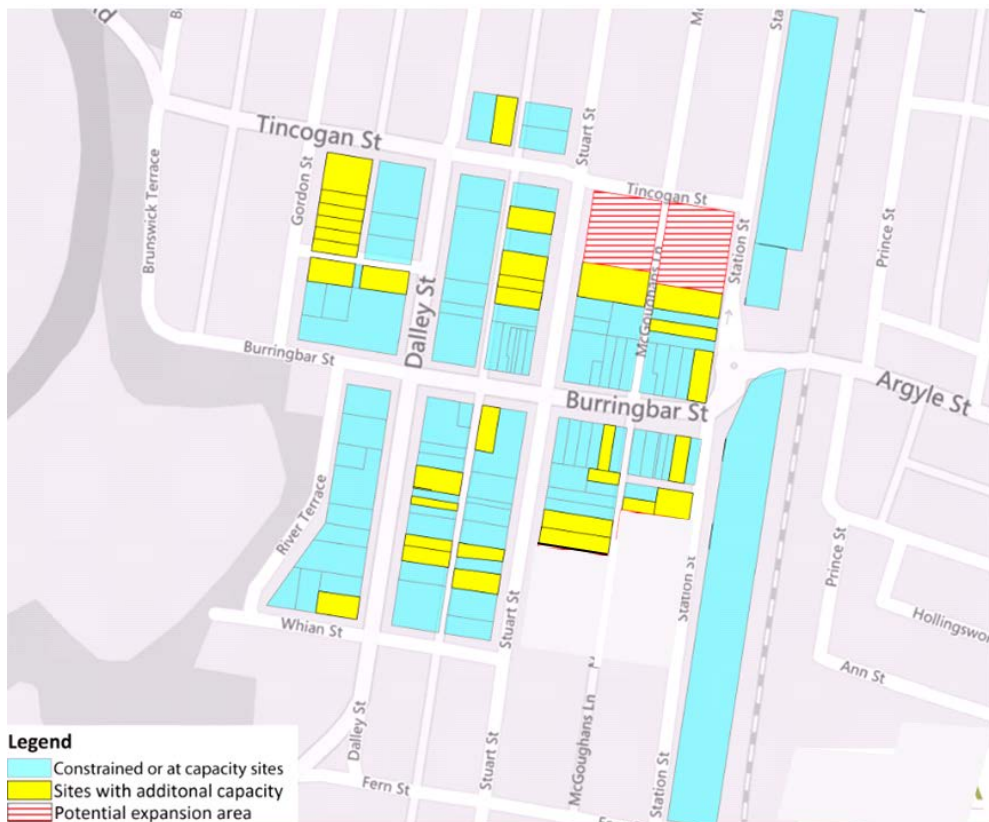 Tincogan St
Stuart St
Gordon St
Tincogan St
Station St
Prince St
Brunswick Terrace
McGoughans Ln
Dalley St
Burringbar St
Burringbar St
Argyle St
River Terrace
Prince St
Stuart St
Station St
Whian St
Hollingswor
Ann St
Dalley St
Stuart St
McGoughans Ln
Station St
Fern St
Legend
Constrained or at capacity sites
Sites with additonal capacity
Potential expansion area